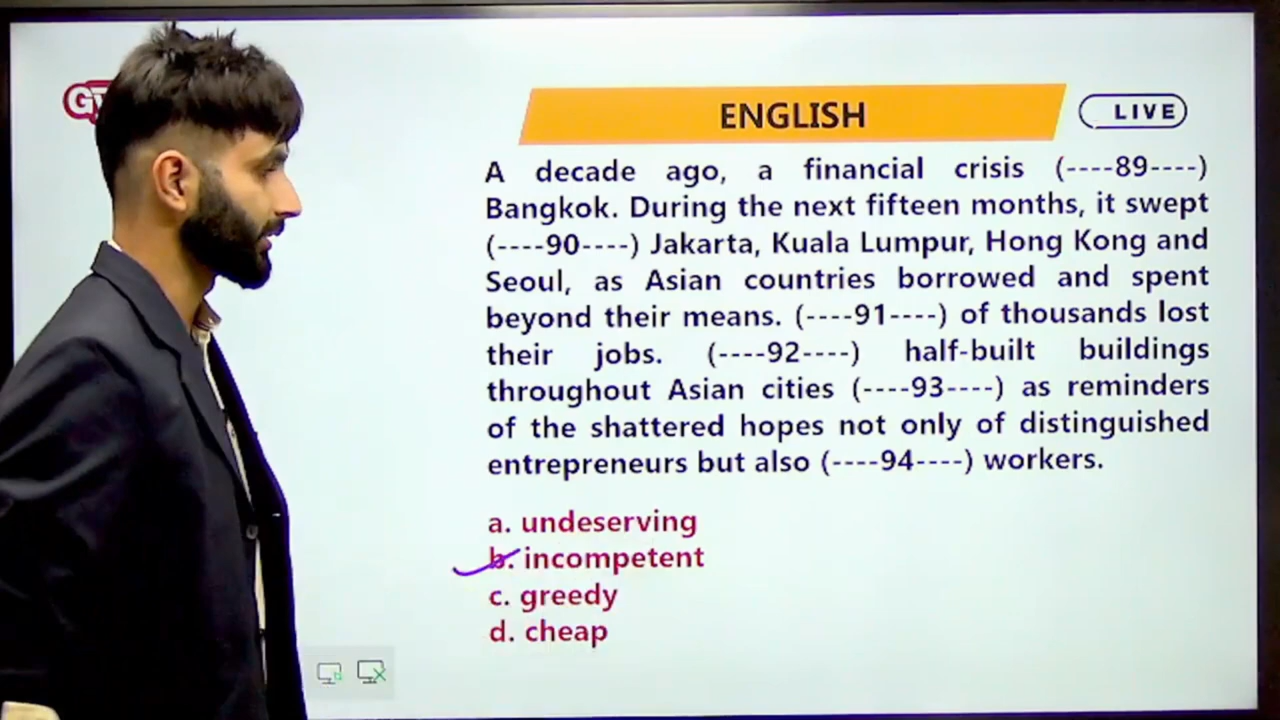 ENGLISH
LIVE
A decade ago, a financial crisis (----89----)
Bangkok. During the next fifteen months, it swept
(----90----) Jakarta, Kuala Lumpur, Hong Kong and
Seoul, as Asian countries borrowed and spent
beyond their means. (----91----) of thousands lost
their jobs. (----92----) half-built buildings
throughout Asian cities (----93----) as reminders
of the shattered hopes not only of distinguished
entrepreneurs but also (----94----) workers.
a. undeserving
b. incompetent
c. greedy
d. cheap